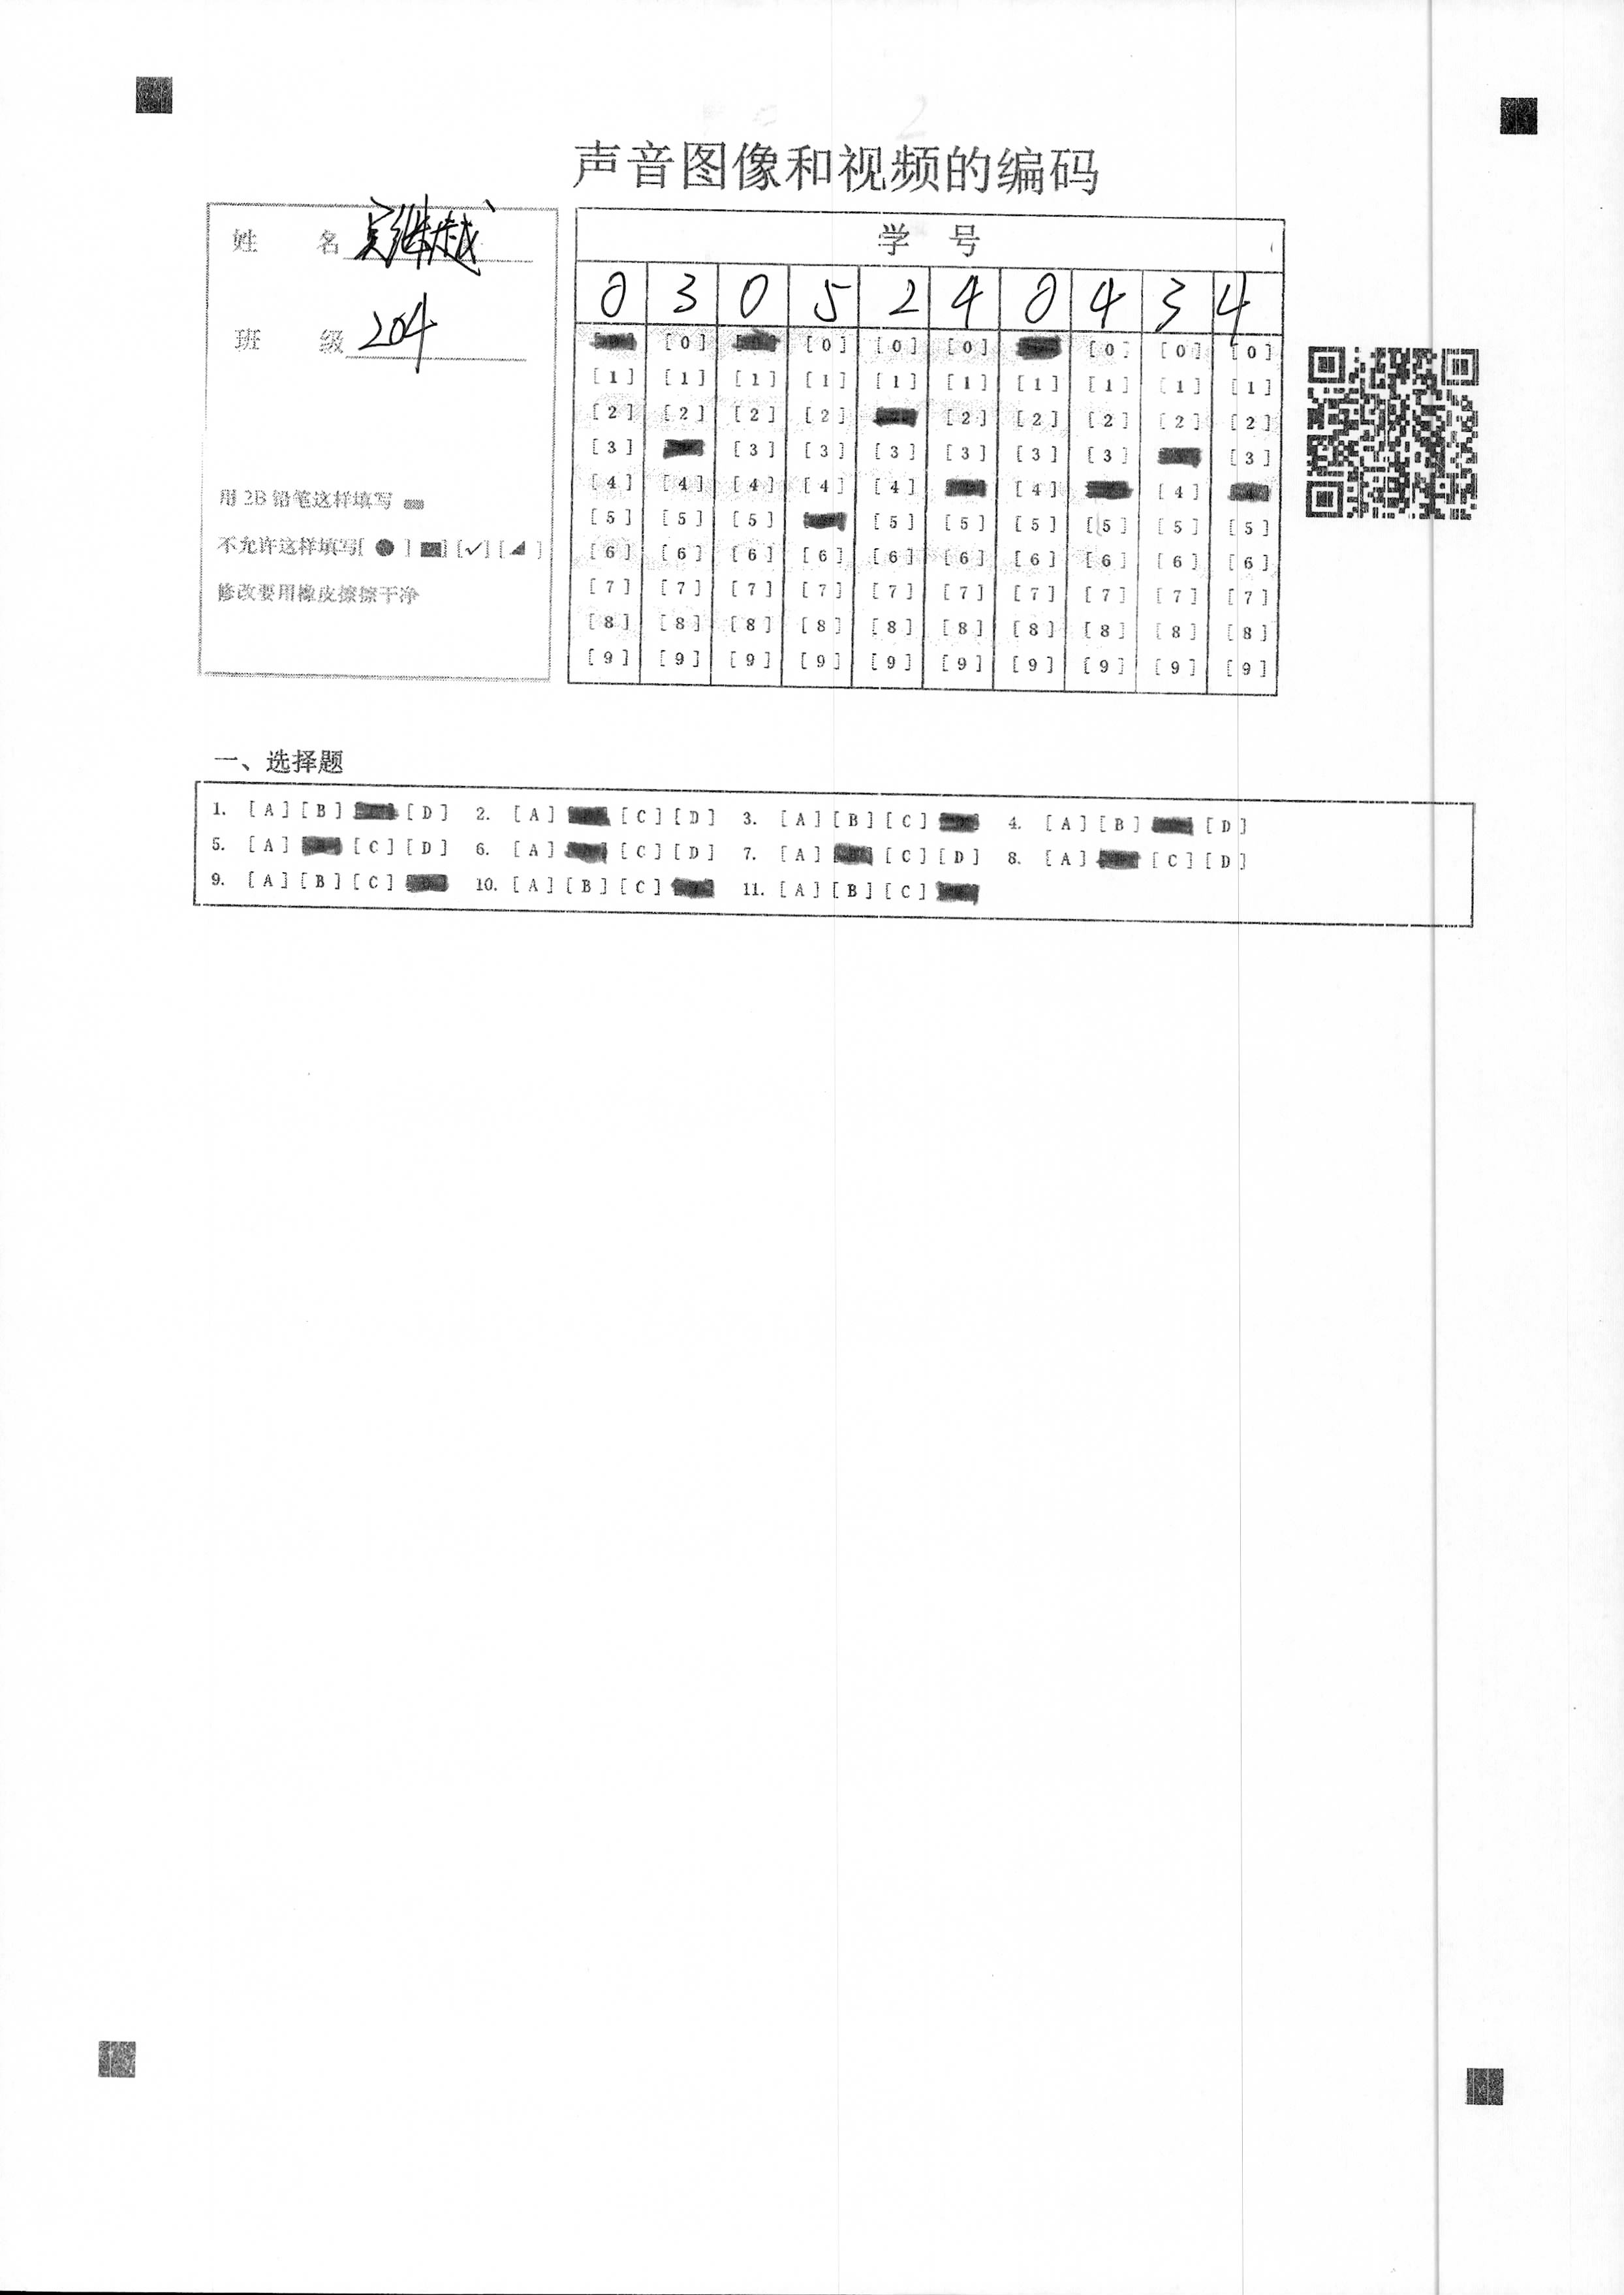 声音图像和视频的编码
姓 名 吴继越
班 级 204
用 2B 铅笔这样填写
不允许这样填写[ ● ] [✓] [ ]
修改要用橡皮擦擦干净
学 号
0 3 0 5 2 4 0 4 3 4
[0] [0] [0] [0] [0] [0] [0]
[1] [1] [1] [1] [1] [1] [1] [1] [1] [1]
[2] [2] [2] [2] [2] [2] [2] [2] [2]
[3] [3] [3] [3] [3] [3] [3] [3]
[4] [4] [4] [4] [4] [4] [4]
[5] [5] [5] [5] [5] [5] [5] [5] [5]
[6] [6] [6] [6] [6] [6] [6] [6] [6] [6]
[7] [7] [7] [7] [7] [7] [7] [7] [7] [7]
[8] [8] [8] [8] [8] [8] [8] [8] [8] [8]
[9] [9] [9] [9] [9] [9] [9] [9] [9] [9]
一、选择题
1. [A] [B] [D] 2. [A] [C] [D] 3. [A] [B] [C] 4. [A] [B] [D]
5. [A] [C] [D] 6. [A] [C] [D] 7. [A] [C] [D] 8. [A] [C] [D]
9. [A] [B] [C] 10. [A] [B] [C] 11. [A] [B] [C]